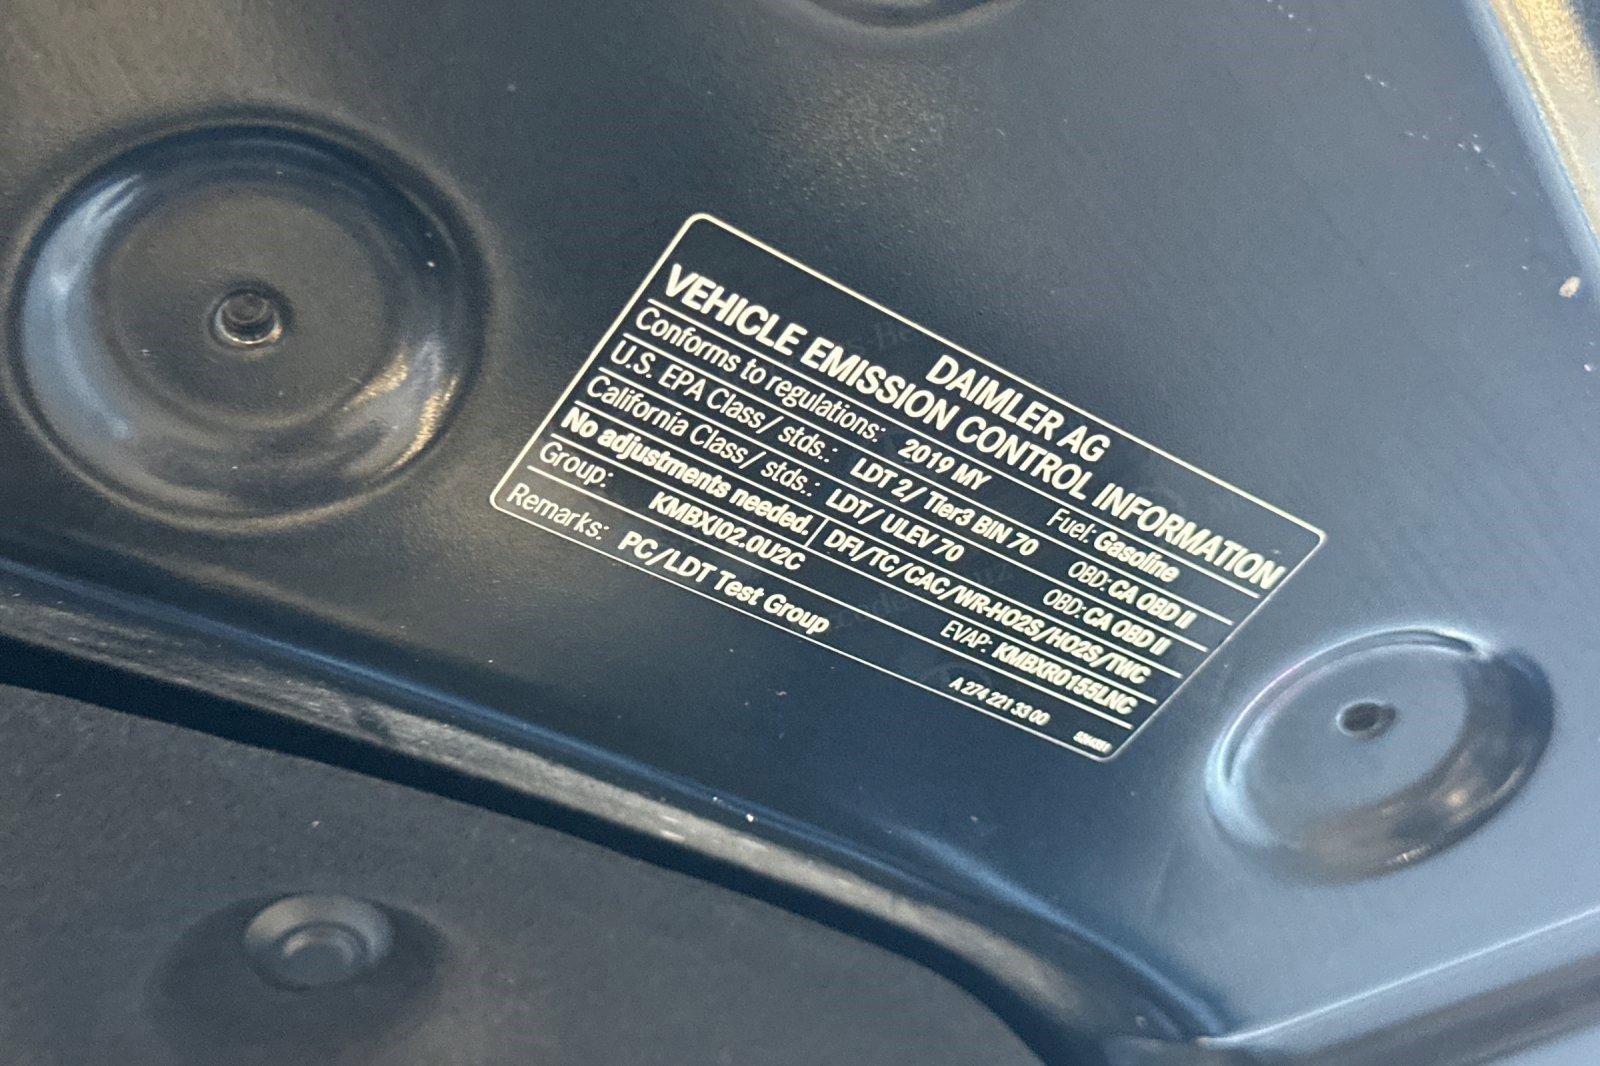 DAIMLER AG
VEHICLE EMISSION CONTROL INFORMATION
Conforms to regulations: 2019 MY Fuel: Gasoline
U.S. EPA Class/ stds.: LDT 2/ Tier3 BIN 70 OBD: CA OBD II
California Class/ stds.: LDT/ ULEV 70 OBD: CA OBD II
No adjustments needed. DFI/TC/CAC/WR-HO2S/HO2S/TWC
Group: KMBXJ02.0U2C EVAP: KMBXR0155LNC
Remarks: PC/LDT Test Group
A 274 221 33 00